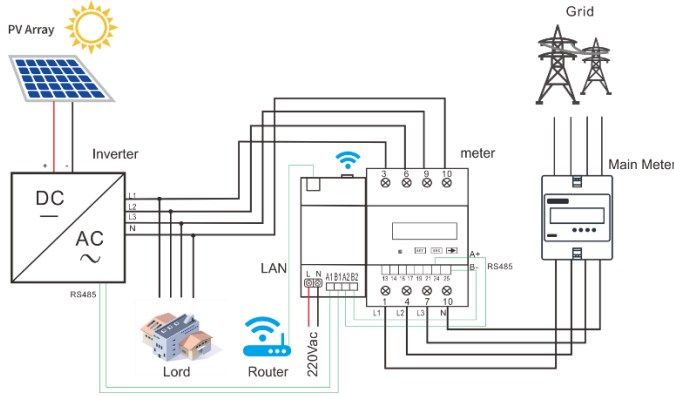 Grid
PV Array
Inverter
meter
Main Meter
+ -
3 6 9 10
DC
AC
L1
L2
L3
N
LAN
L N A1 B1 A2 B2
A+
B-
RS485
13 14 16 17 19 21 24 25
1 4 7 10
L1 L2 L3 N
RS485
220Vac
Lord
Router